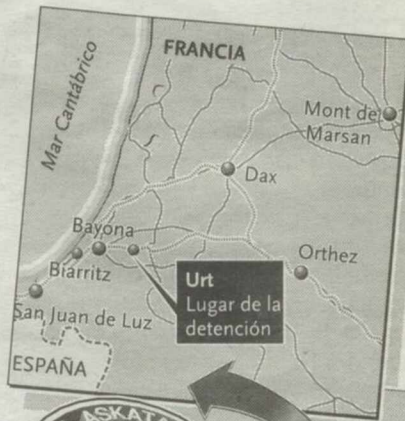 FRANCIA
Mar Cantábrico
Mont de
Marsan
Dax
Bayona
Biarritz
Orthez
Urt
Lugar de la
detención
San Juan de Luz
ESPAÑA